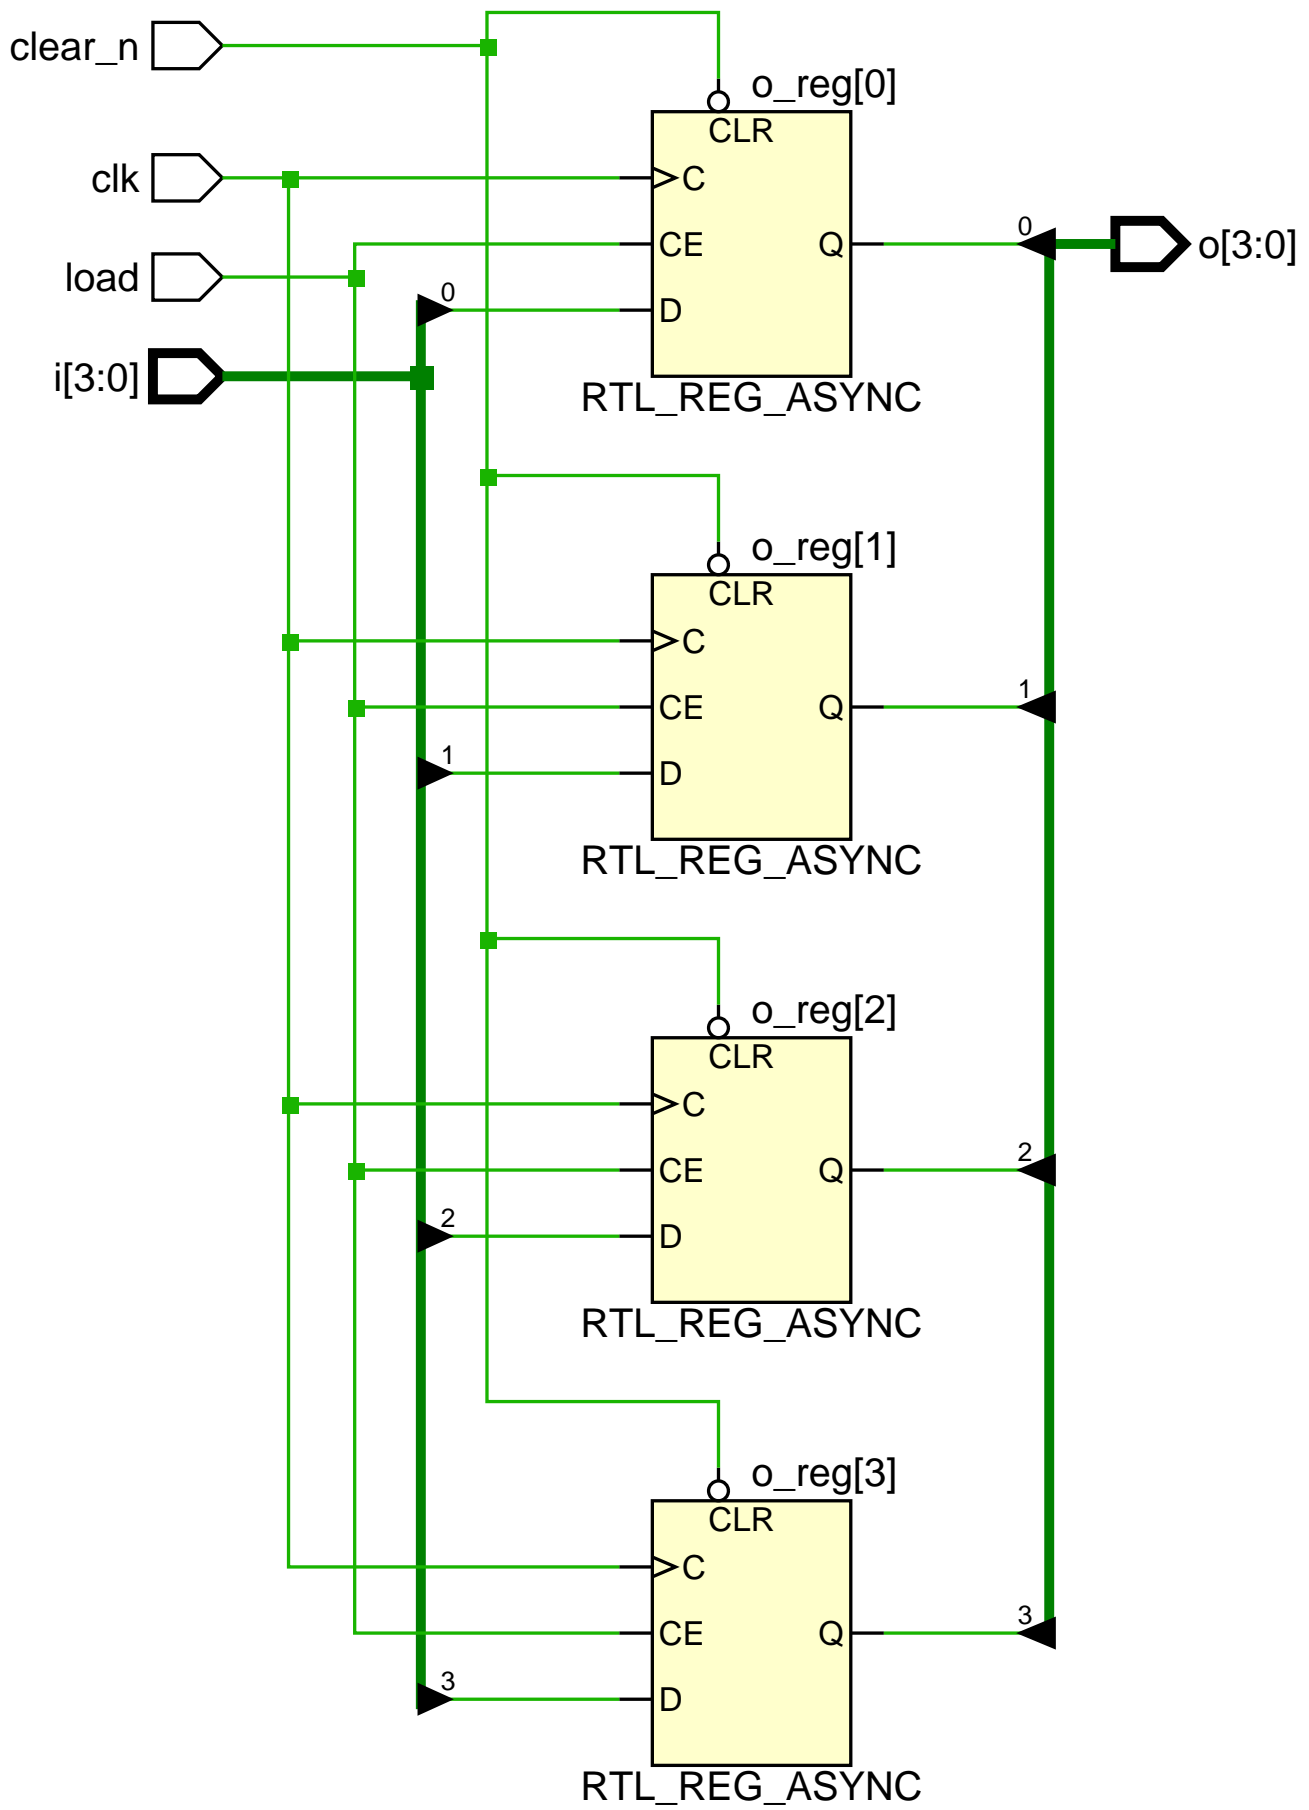 clear_n
o_reg[0]
CLR
clk
C
0
CE
Q
o[3:0]
load
0
D
i[3:0]
RTL_REG_ASYNC
o_reg[1]
CLR
C
1
CE
Q
1
D
RTL_REG_ASYNC
o_reg[2]
CLR
C
2
CE
Q
2
D
RTL_REG_ASYNC
o_reg[3]
CLR
C
3
CE
Q
3
D
RTL_REG_ASYNC